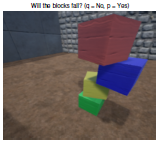 Will the blocks fall? (q = No, p = Yes)